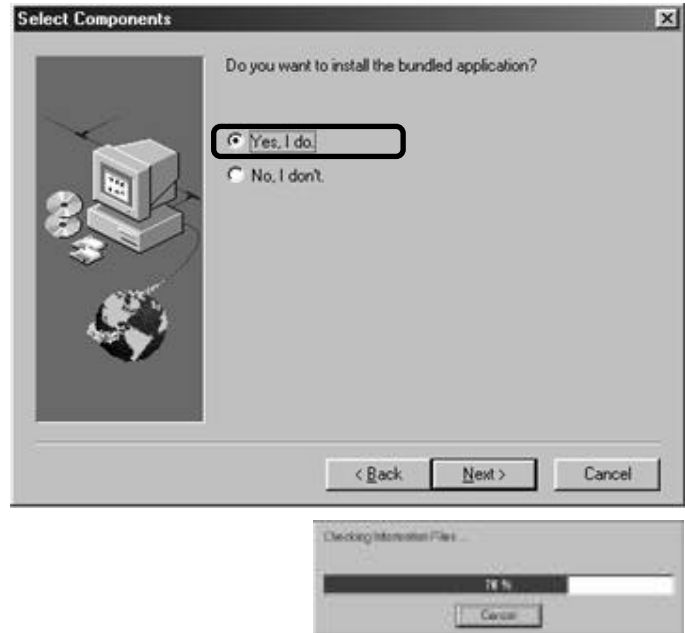 Select Components
Do you want to install the bundled application?
Yes, I do.
No, I don't.
< Back
Next >
Cancel
Checking Information Files ...
76 %
Cancel